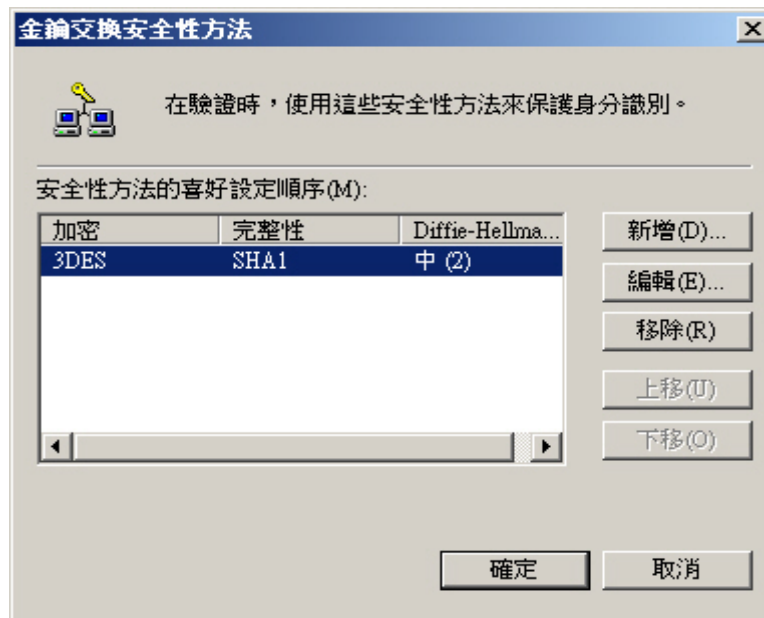 金鑰交換安全性方法
在驗證時，使用這些安全性方法來保護身分識別。
安全性方法的喜好設定順序(M):
加密 完整性 Diffie-Hellma...
3DES SHA1 中 (2)
新增(D)...
編輯(E)...
移除(R)
上移(U)
下移(O)
確定 取消